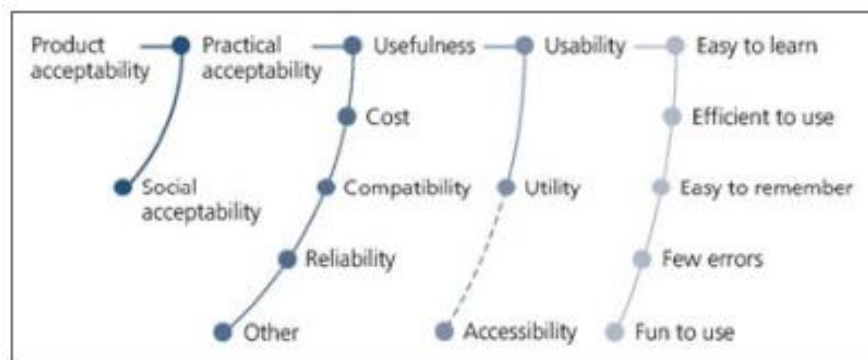 Product acceptability
Practical acceptability
Usefulness
Usability
Easy to learn
Cost
Efficient to use
Social acceptability
Compatibility
Utility
Easy to remember
Reliability
Few errors
Other
Accessibility
Fun to use